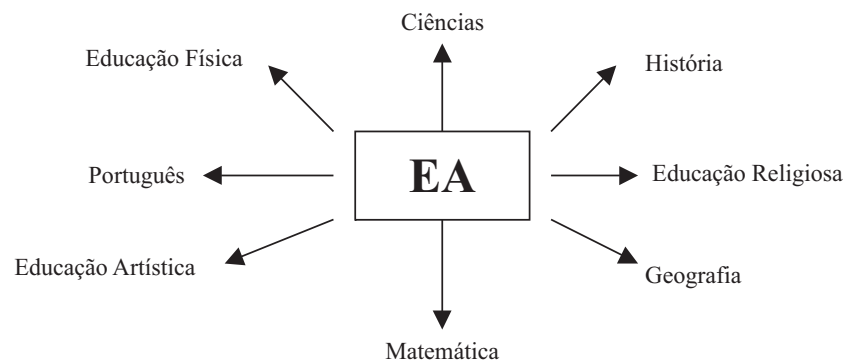 Ciências
Educação Física
História
Português
EA
Educação Religiosa
Educação Artística
Geografia
Matemática